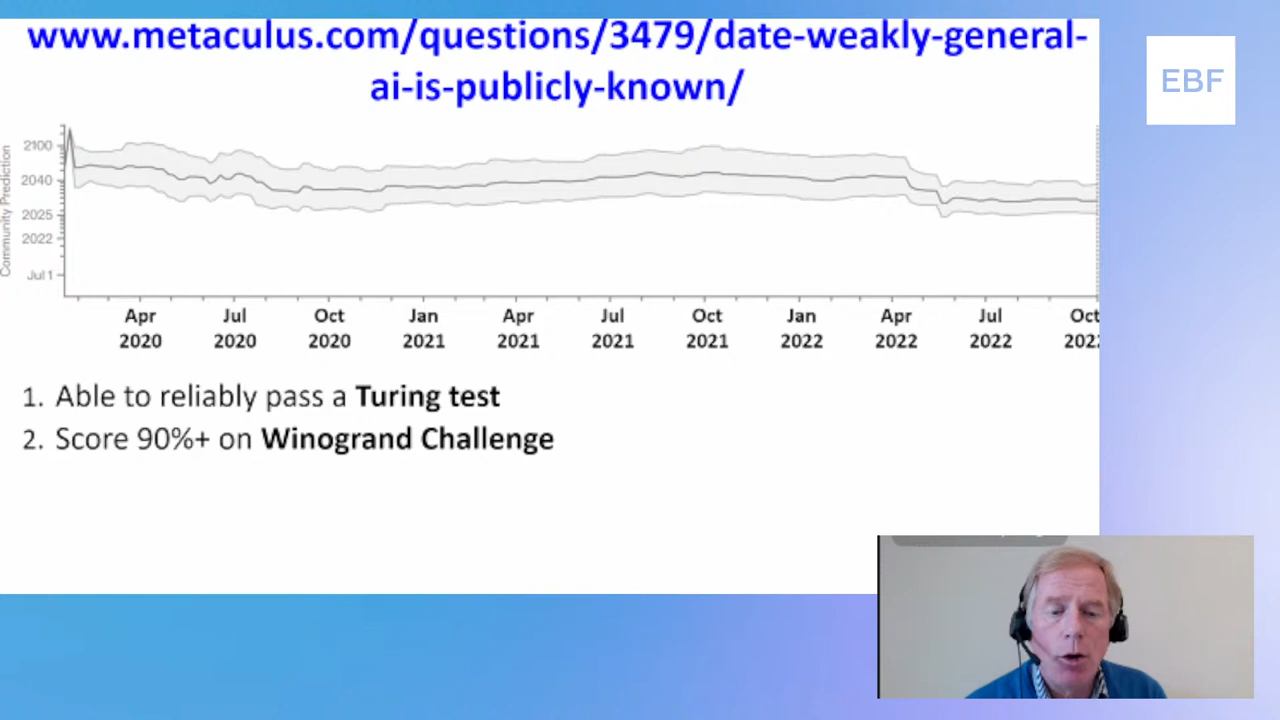 www.metaculus.com/questions/3479/date-weakly-general-
ai-is-publicly-known/
EBF
Community Prediction
2100
2040
2025
2022
Jul 1
Apr Jul Oct Jan Apr Jul Oct Jan Apr Jul Oct
2020 2020 2020 2021 2021 2021 2021 2022 2022 2022 2022
1. Able to reliably pass a Turing test
2. Score 90%+ on Winogrand Challenge